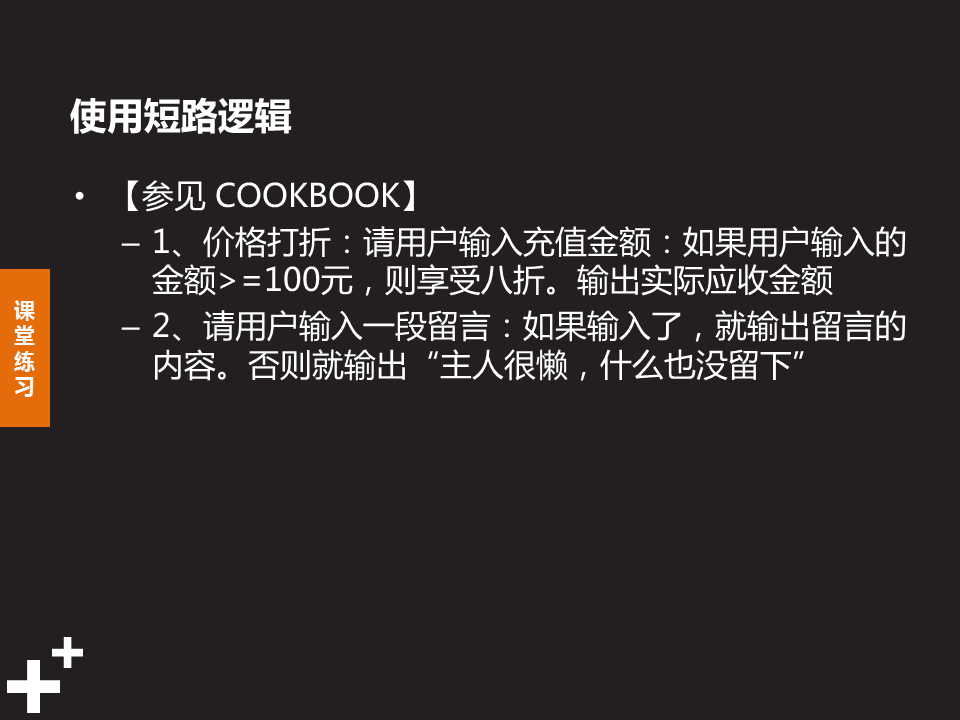 使用短路逻辑
• 【参见 COOKBOOK】
– 1、价格打折：请用户输入充值金额：如果用户输入的
金额>=100元，则享受八折。输出实际应收金额
– 2、请用户输入一段留言：如果输入了，就输出留言的
内容。否则就输出“主人很懒，什么也没留下”
课
堂
练
习